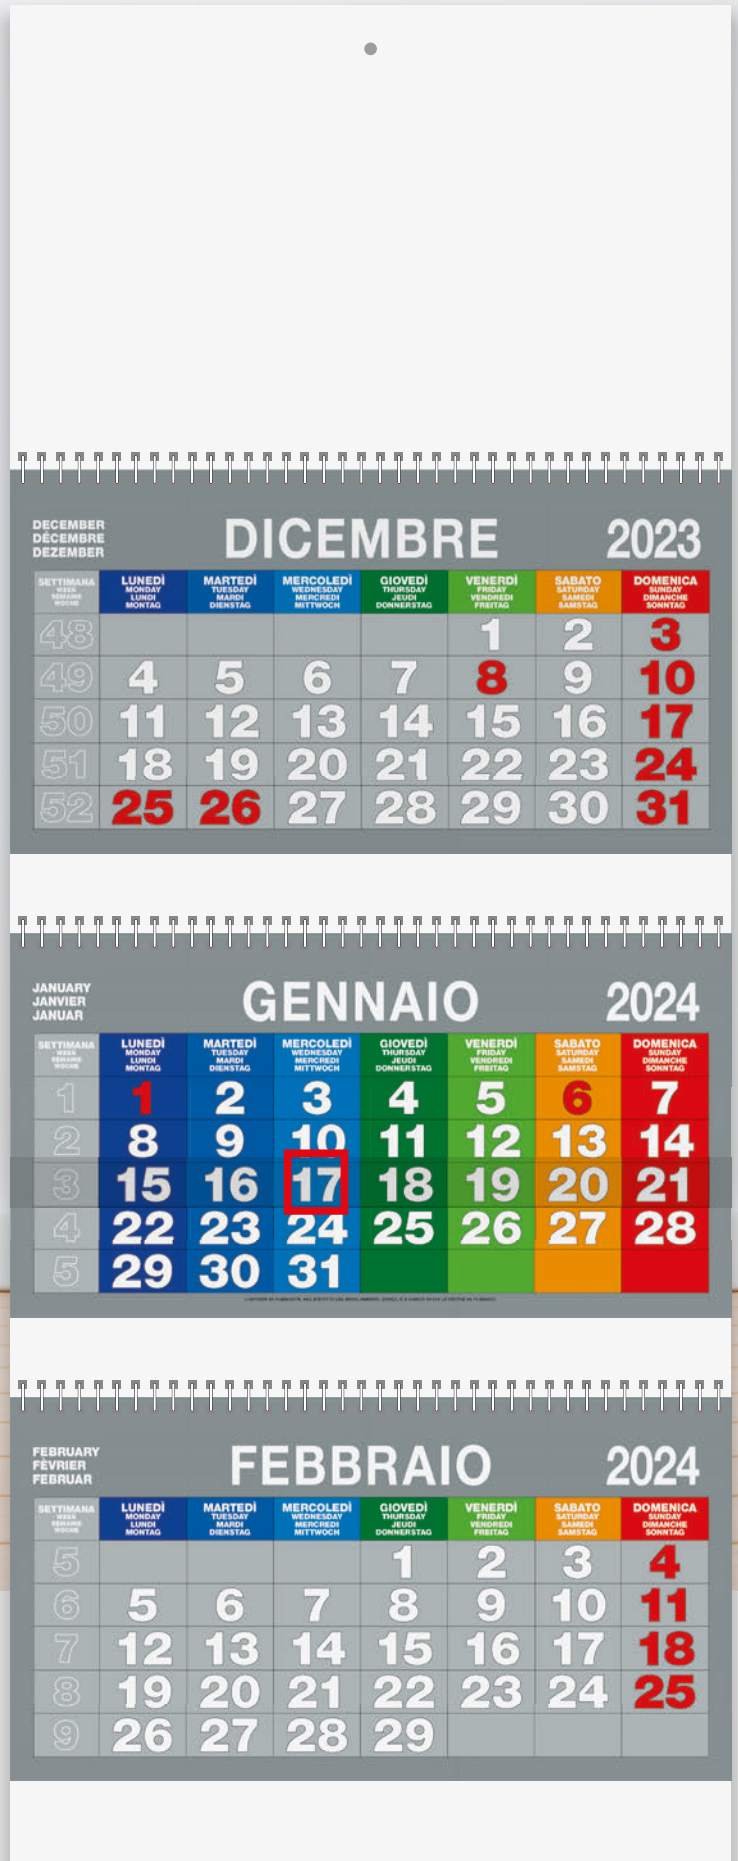 DECEMBER
DÉCEMBRE
DEZEMBER
DICEMBRE 2023
SETTIMANA WEEK SEMAINE WOCHE
LUNEDÌ MONDAY LUNDI MONTAG
MARTEDÌ TUESDAY MARDI DIENSTAG
MERCOLEDÌ WEDNESDAY MERCREDI MITTWOCH
GIOVEDÌ THURSDAY JEUDI DONNERSTAG
VENERDÌ FRIDAY VENDREDI FREITAG
SABATO SATURDAY SAMEDI SAMSTAG
DOMENICA SUNDAY DIMANCHE SONNTAG
48 1 2 3
49 4 5 6 7 8 9 10
50 11 12 13 14 15 16 17
51 18 19 20 21 22 23 24
52 25 26 27 28 29 30 31
JANUARY
JANVIER
JANUAR
GENNAIO 2024
SETTIMANA WEEK SEMAINE WOCHE
LUNEDÌ MONDAY LUNDI MONTAG
MARTEDÌ TUESDAY MARDI DIENSTAG
MERCOLEDÌ WEDNESDAY MERCREDI MITTWOCH
GIOVEDÌ THURSDAY JEUDI DONNERSTAG
VENERDÌ FRIDAY VENDREDI FREITAG
SABATO SATURDAY SAMEDI SAMSTAG
DOMENICA SUNDAY DIMANCHE SONNTAG
1 1 2 3 4 5 6 7
2 8 9 10 11 12 13 14
3 15 16 17 18 19 20 21
4 22 23 24 25 26 27 28
5 29 30 31
FEBRUARY
FÉVRIER
FEBRUAR
FEBBRAIO 2024
SETTIMANA WEEK SEMAINE WOCHE
LUNEDÌ MONDAY LUNDI MONTAG
MARTEDÌ TUESDAY MARDI DIENSTAG
MERCOLEDÌ WEDNESDAY MERCREDI MITTWOCH
GIOVEDÌ THURSDAY JEUDI DONNERSTAG
VENERDÌ FRIDAY VENDREDI FREITAG
SABATO SATURDAY SAMEDI SAMSTAG
DOMENICA SUNDAY DIMANCHE SONNTAG
5 1 2 3 4
6 5 6 7 8 9 10 11
7 12 13 14 15 16 17 18
8 19 20 21 22 23 24 25
9 26 27 28 29